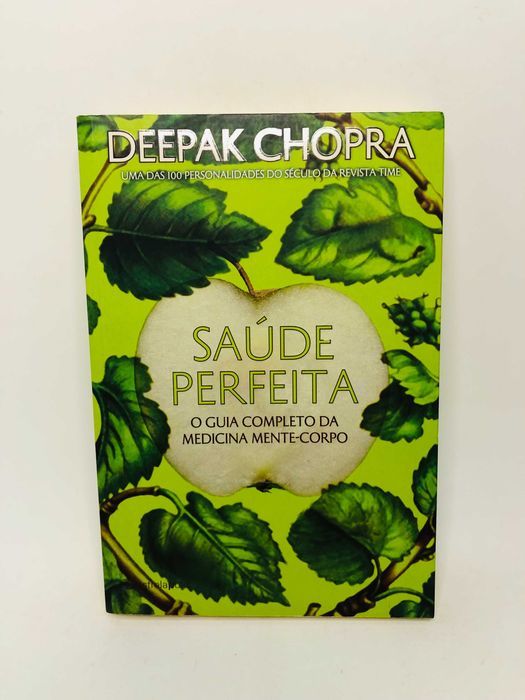 DEEPAK CHOPRA
UMA DAS 100 PERSONALIDADES DO SÉCULO DA REVISTA TIME
SAÚDE
PERFEITA
O GUIA COMPLETO DA
MEDICINA MENTE-CORPO